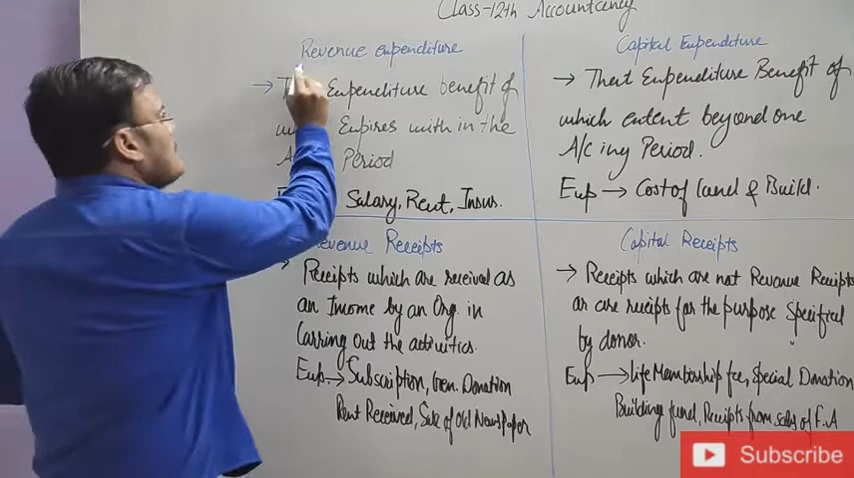 Class-12th Accountancy
Revenue expenditure
→ Expenditure benefit of
Expires with in the
Period
Salary, Rent, Insur.
Capital Expenditure
→ That Expenditure Benefit of
which extent beyond one
A/c iny Period.
Exp → Cost of land & Build.
Revenue Receipts
Receipts which are received as
an Income by an Org. in
Carring out the activities.
Exp. → Subscription, Gen. Donation
Rent Received, Sale of Old Newspaper
Capital Receipts
→ Receipts which are not Revenue Receipts
or are receipts for the purpose Specified
by donor.
Exp → Life Membership fee, Special Donation
Building fund, Receipts from sales of F.A
Subscribe